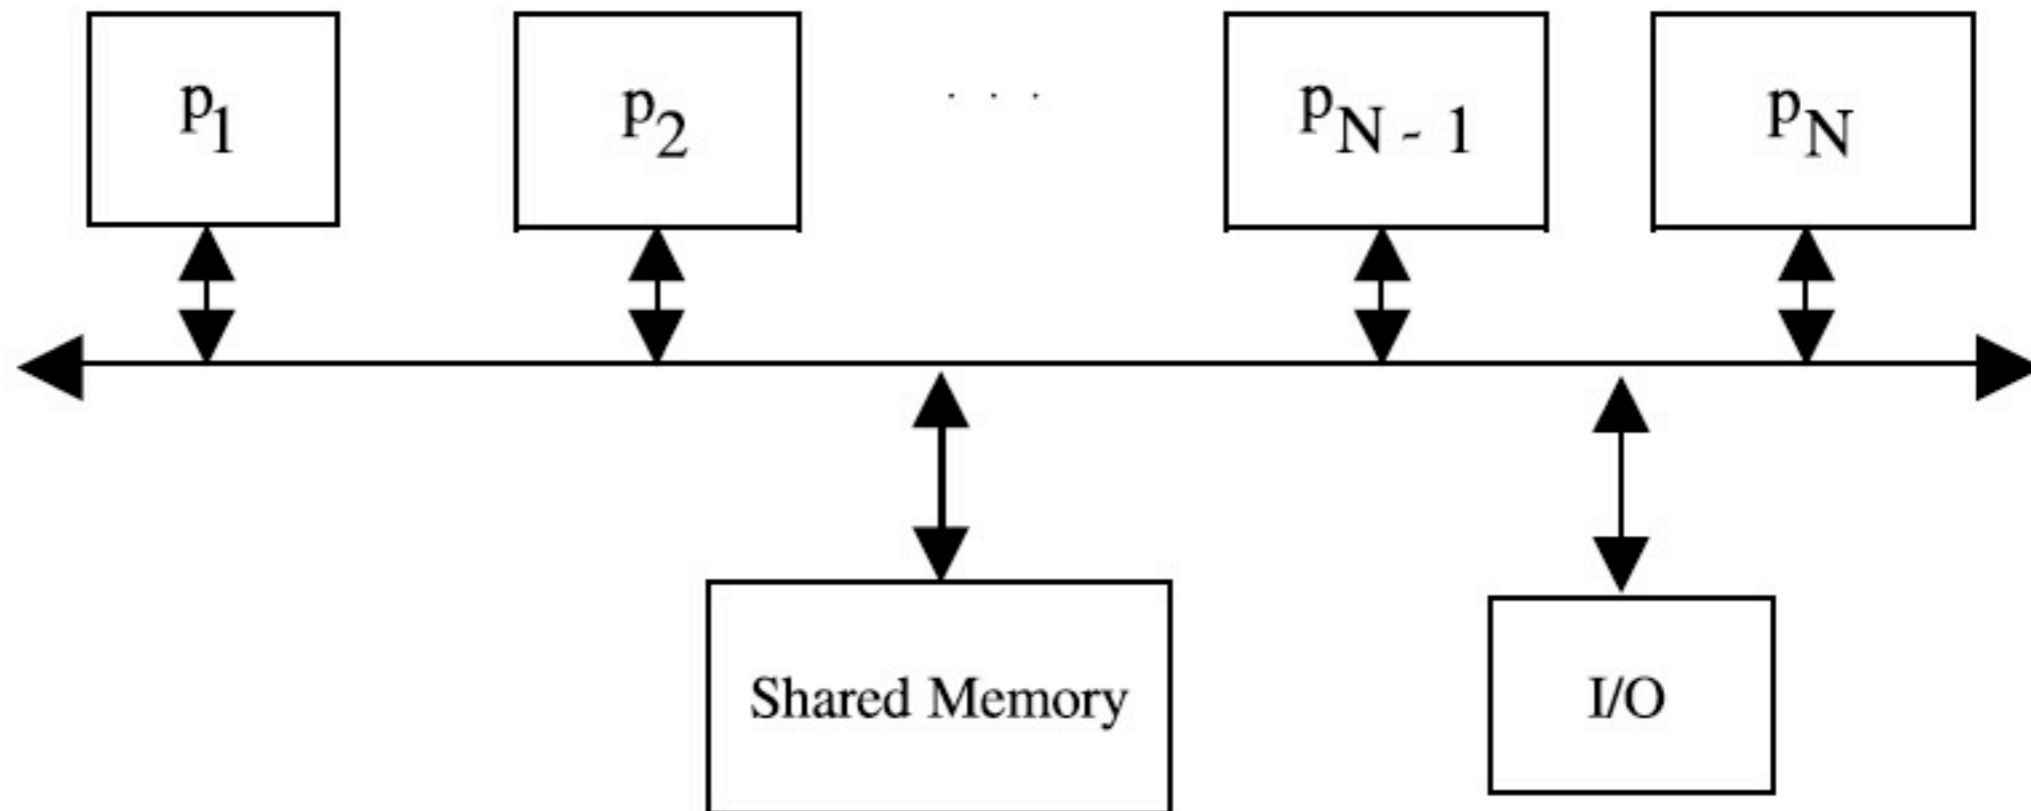 p1 p2 . . . pN - 1 pN
Shared Memory I/O